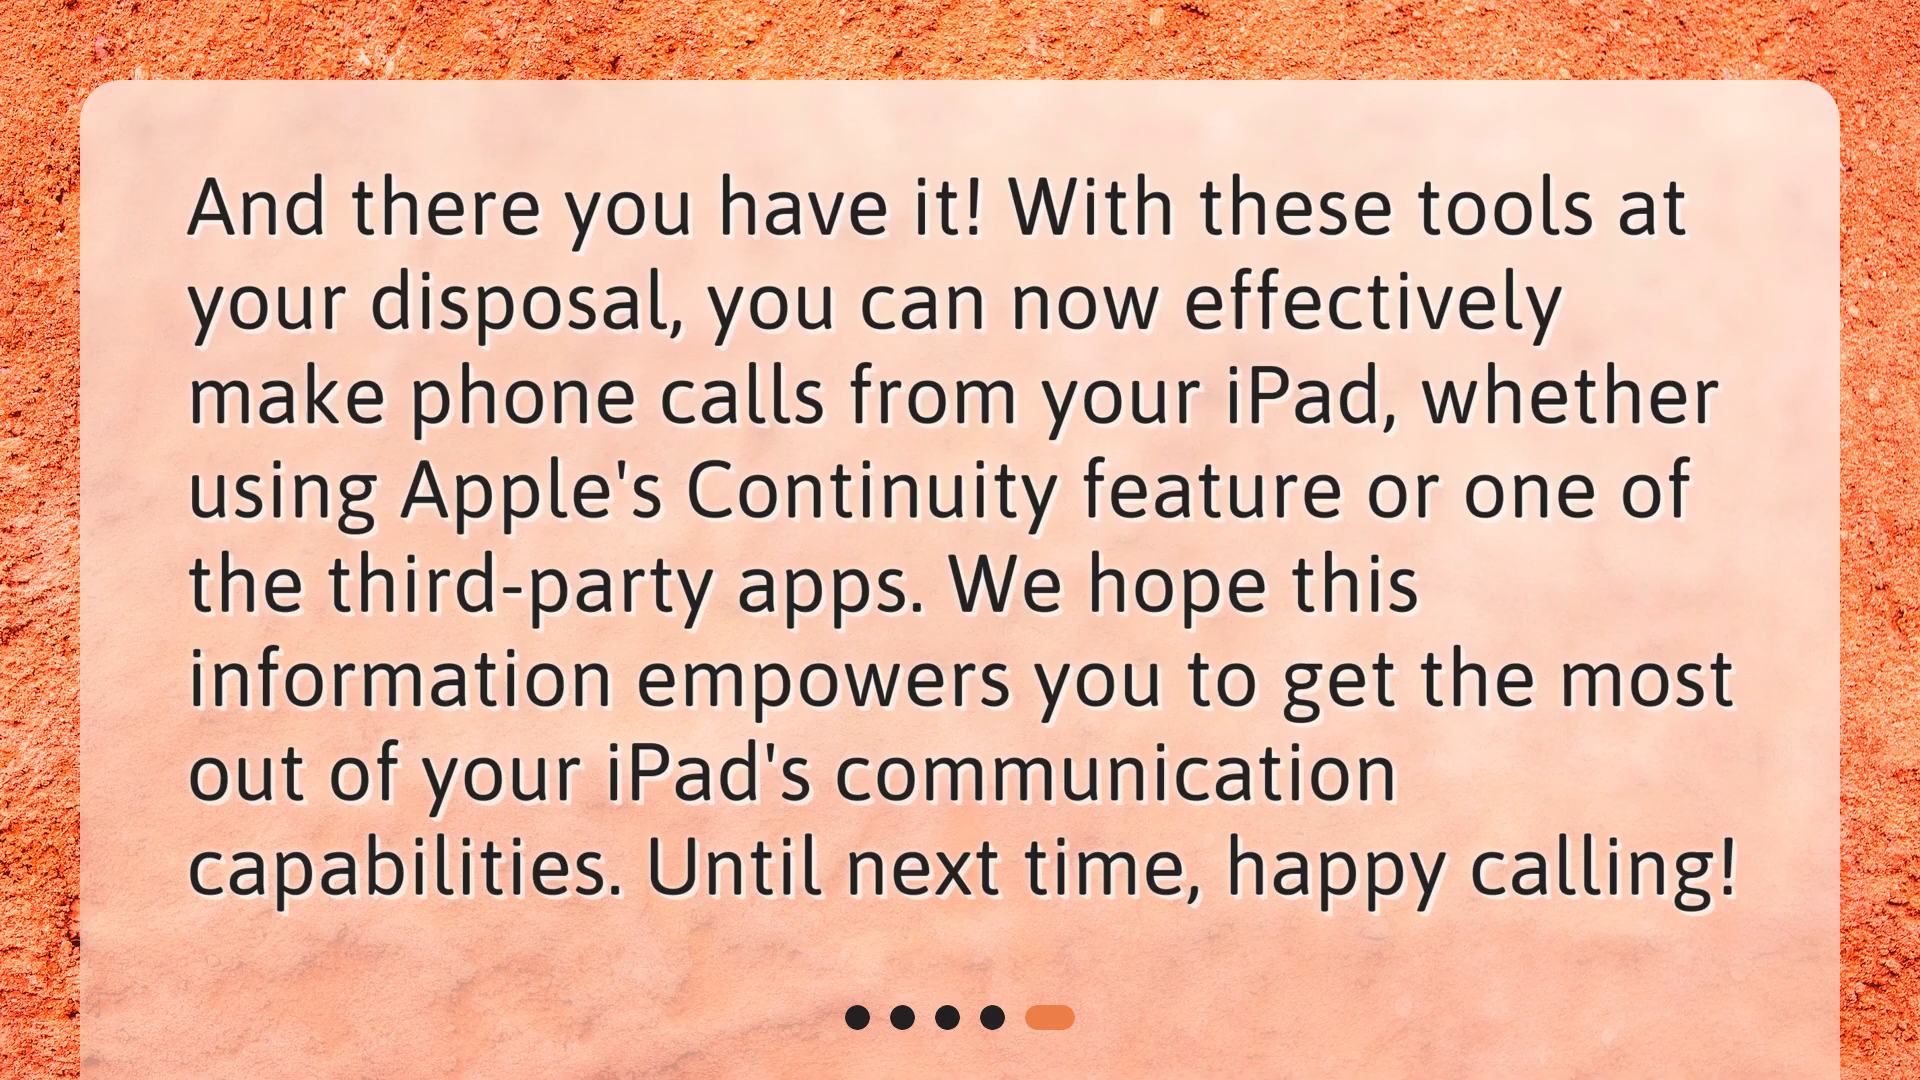 And there you have it! With these tools at
your disposal, you can now effectively
make phone calls from your iPad, whether
using Apple's Continuity feature or one of
the third-party apps. We hope this
information empowers you to get the most
out of your iPad's communication
capabilities. Until next time, happy calling!